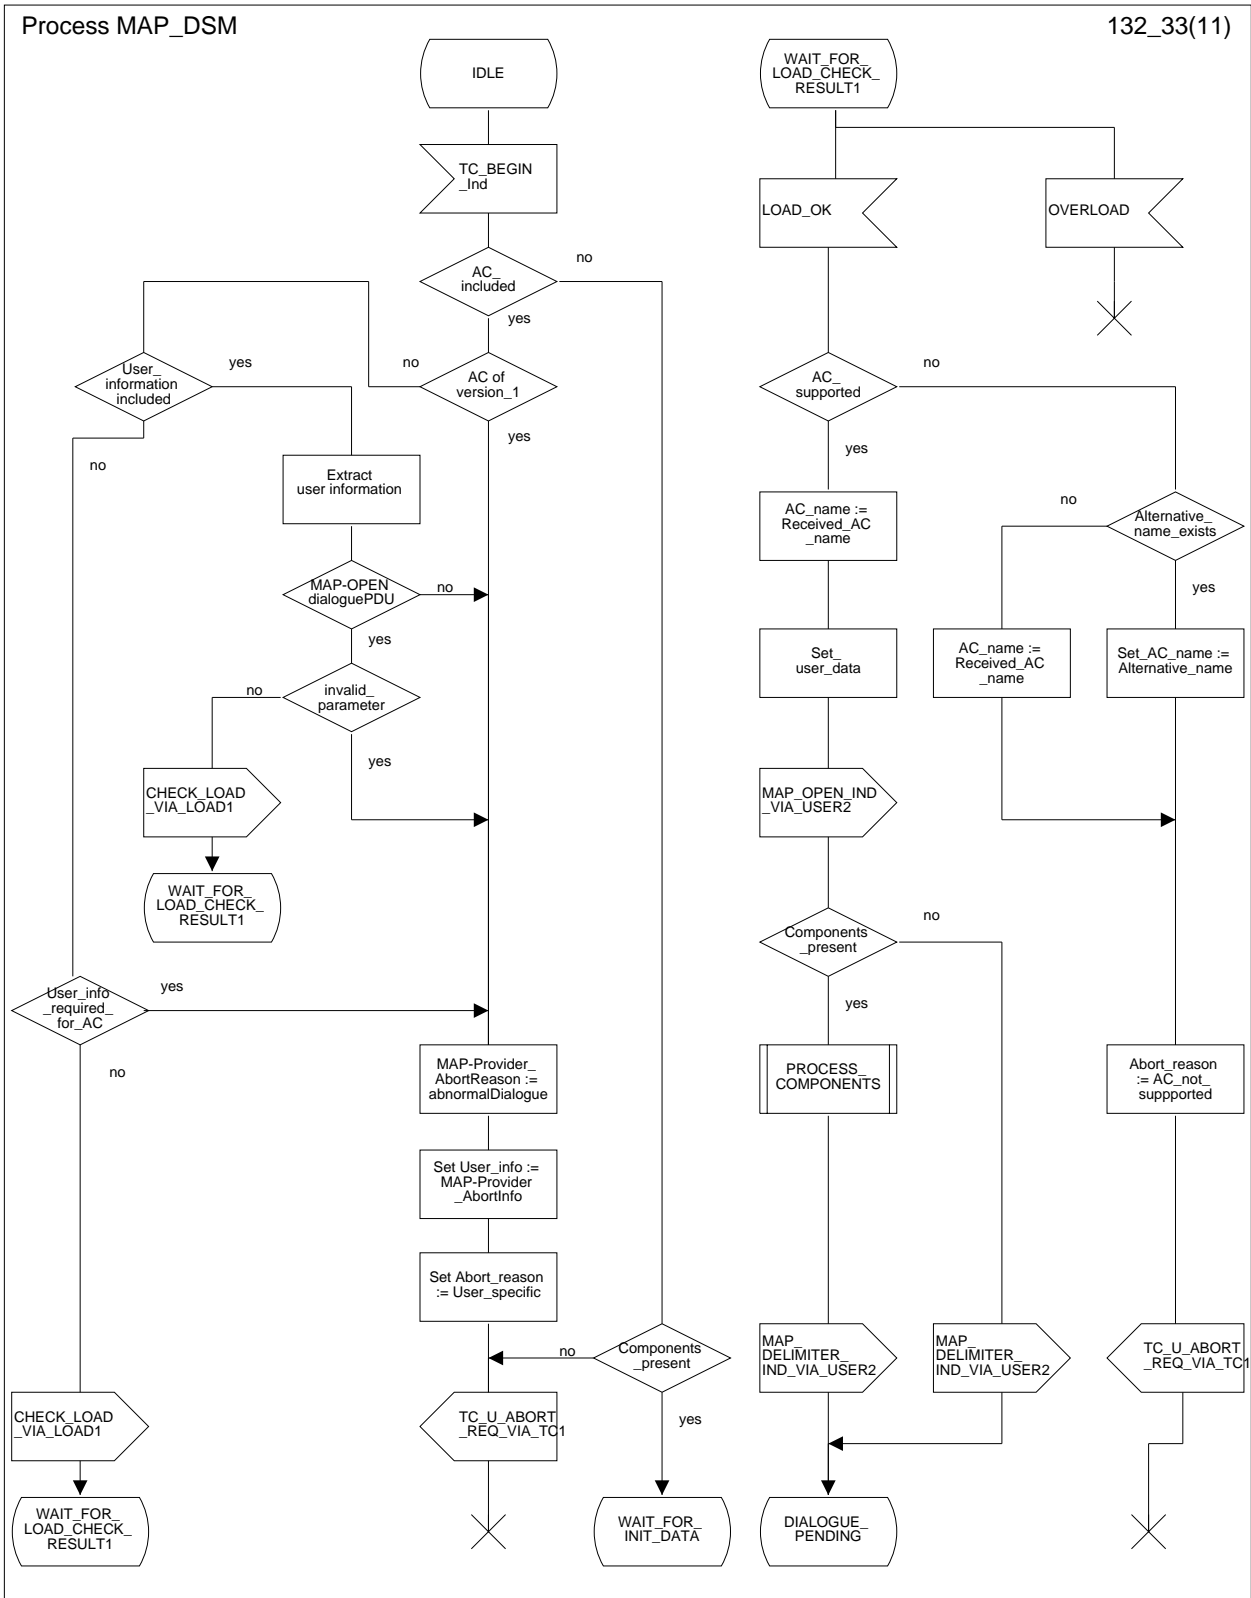 Process MAP_DSM
132_33(11)
IDLE
TC_BEGIN
_Ind
AC_
included
no
yes
AC of
version_1
no
yes
User_
information
included
yes
no
Extract
user information
MAP-OPEN
dialoguePDU
no
yes
invalid_
parameter
no
yes
CHECK_LOAD
_VIA_LOAD1
WAIT_FOR_
LOAD_CHECK_
RESULT1
User_info
_required_
for_AC
yes
no
MAP-Provider_
AbortReason :=
abnormalDialogue
Set User_info :=
MAP-Provider
_AbortInfo
Set Abort_reason
:= User_specific
Components
_present
no
yes
CHECK_LOAD
_VIA_LOAD1
TC_U_ABORT
_REQ_VIA_TC1
WAIT_FOR_
LOAD_CHECK_
RESULT1
WAIT_FOR_
INIT_DATA
WAIT_FOR_
LOAD_CHECK_
RESULT1
LOAD_OK
OVERLOAD
AC_
supported
no
yes
AC_name :=
Received_AC
_name
Alternative_
name_exists
no
yes
Set_
user_data
AC_name :=
Received_AC
_name
Set_AC_name :=
Alternative_name
MAP_OPEN_IND
_VIA_USER2
Components
_present
no
yes
PROCESS_
COMPONENTS
Abort_reason
:= AC_not_
suppported
MAP_
DELIMITER_
IND_VIA_USER2
MAP_
DELIMITER_
IND_VIA_USER2
TC_U_ABORT
_REQ_VIA_TC1
DIALOGUE_
PENDING